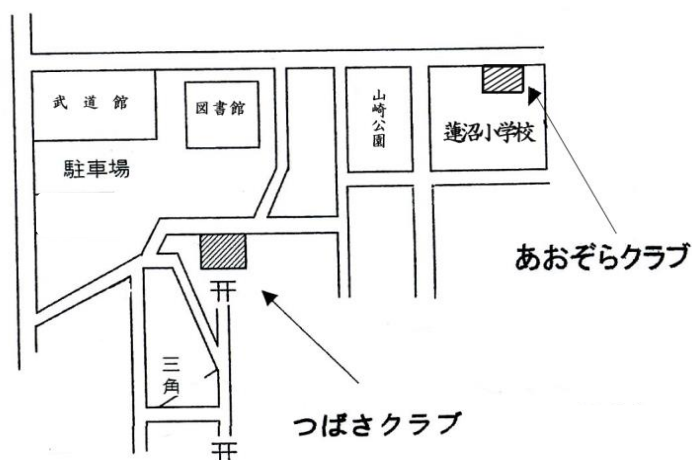 武道館
図書館
山崎公園
蓮沼小学校
駐車場
あおぞらクラブ
三角
つばさクラブ